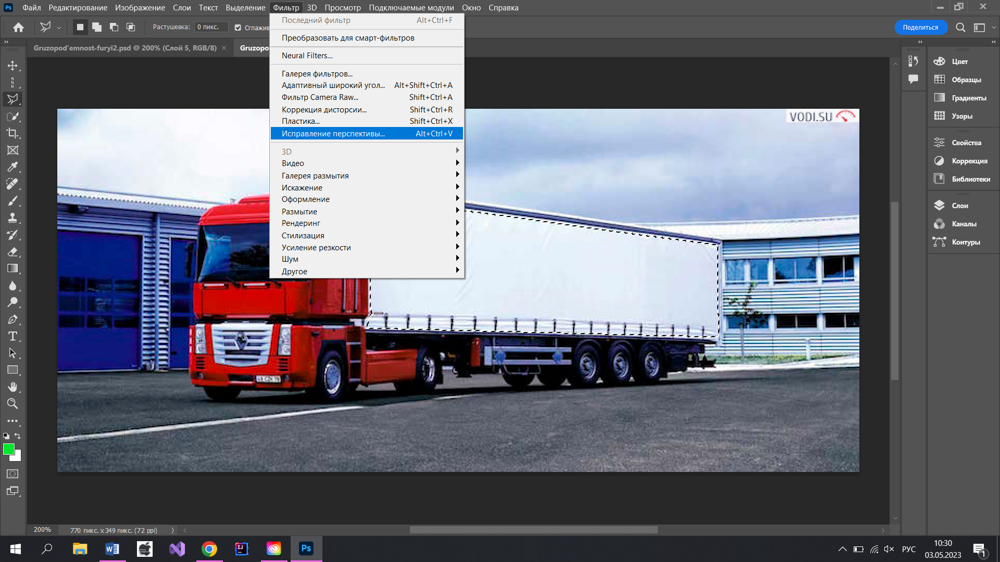 Ps Файл Редактирование Изображение Слои Текст Выделение Фильтр 3D Просмотр Подключаемые модули Окно Справка
Растушевка: 0 пикс. Сглажив
Поделиться
Gruzopod'emnost-furyi2.psd @ 200% (Слой 5, RGB/8) Gruzopo
Последний фильтр Alt+Ctrl+F
Преобразовать для смарт-фильтров
Neural Filters...
Галерея фильтров...
Адаптивный широкий угол... Alt+Shift+Ctrl+A
Фильтр Camera Raw... Shift+Ctrl+A
Коррекция дисторсии... Shift+Ctrl+R
Пластика... Shift+Ctrl+X
Исправление перспективы... Alt+Ctrl+V
3D
Видео
Галерея размытия
Искажение
Оформление
Размытие
Рендеринг
Стилизация
Усиление резкости
Шум
Другое
VODI.SU
Цвет
Образцы
Градиенты
Узоры
Свойства
Коррекция
Библиотеки
Слои
Каналы
Контуры
200% 770 пикс. x 349 пикс. (72 ppi)
W
IJ
Ps
РУС
10:30
03.05.2023
1